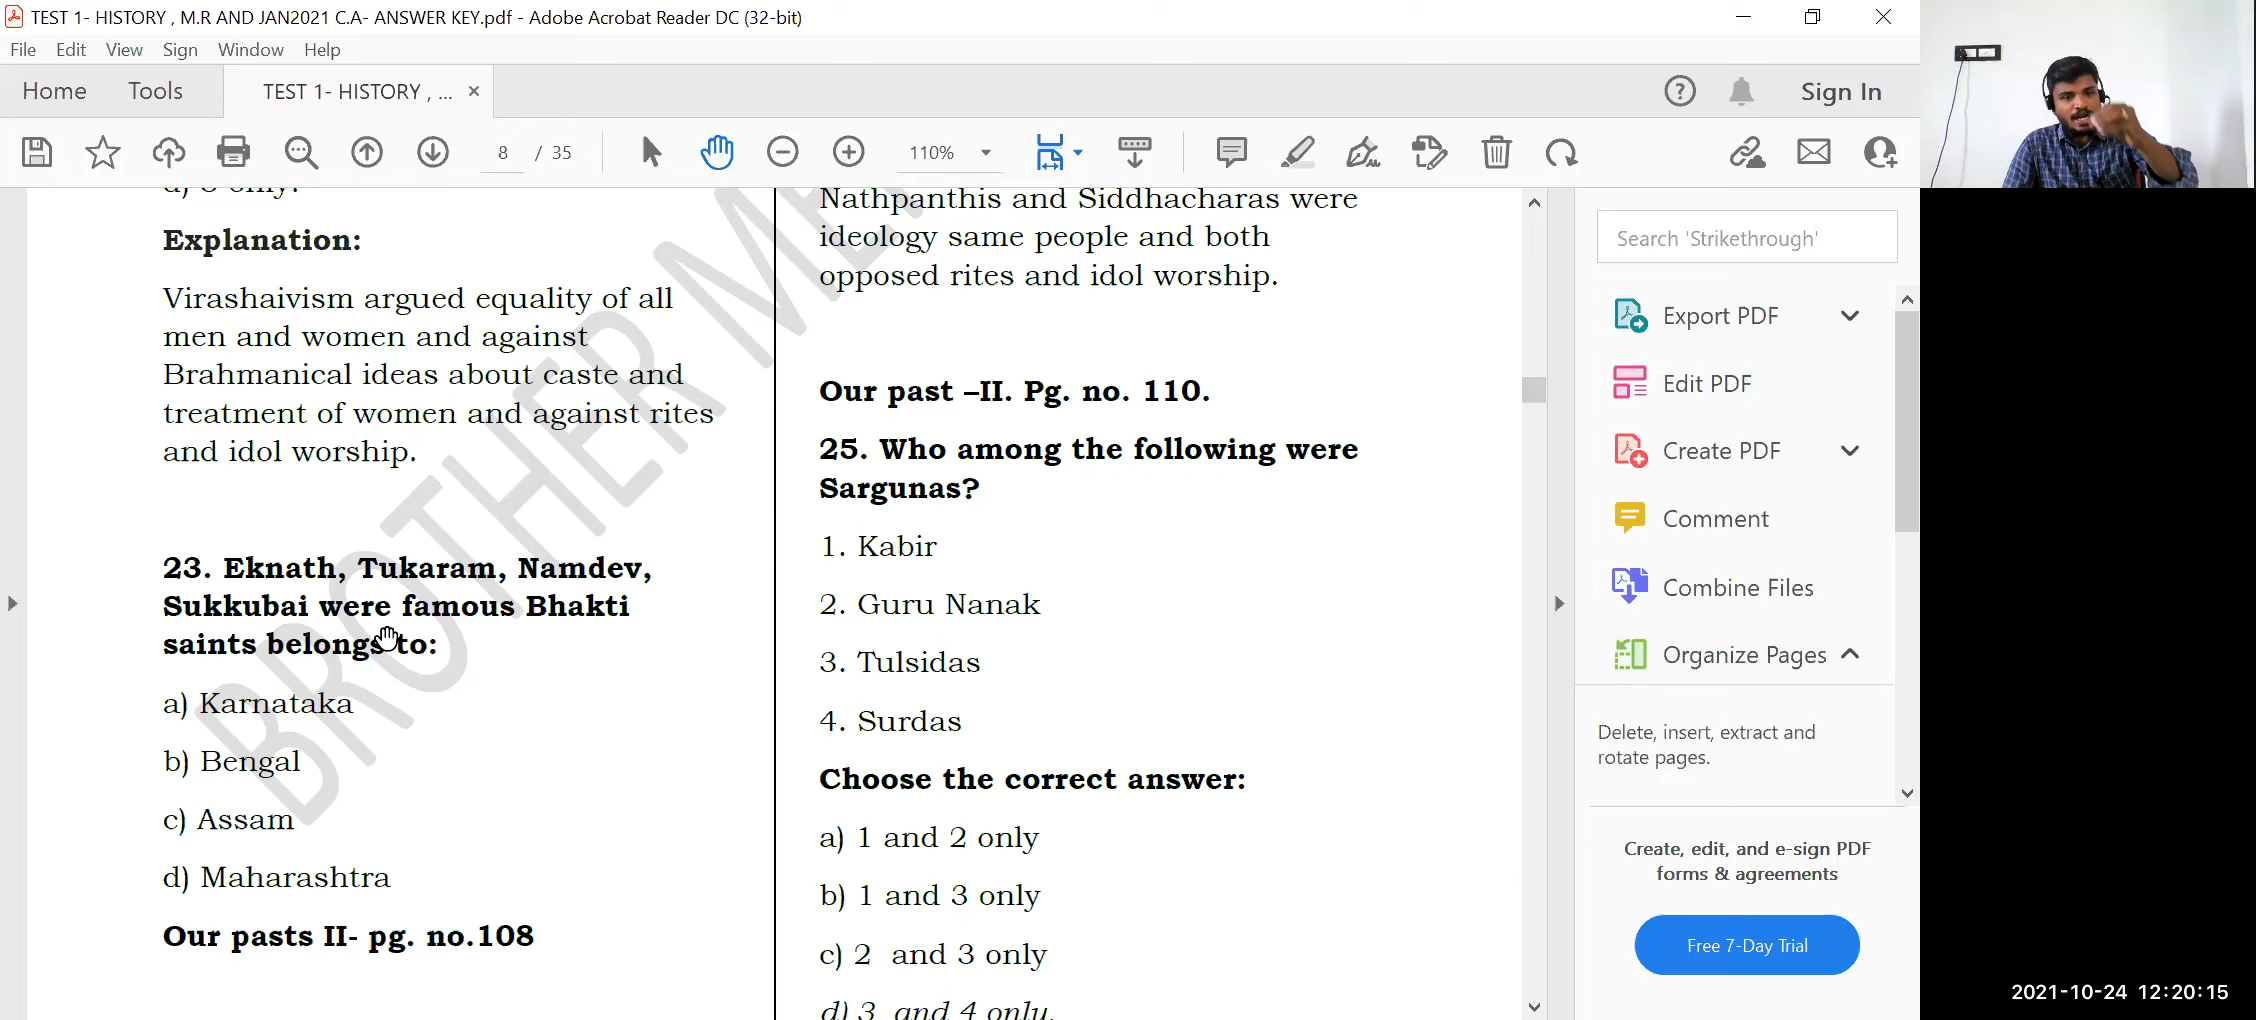 TEST 1- HISTORY , M.R AND JAN2021 C.A- ANSWER KEY.pdf - Adobe Acrobat Reader DC (32-bit)
File Edit View Sign Window Help
Home Tools TEST 1- HISTORY , ... ×
Sign In
8 / 35
110%
Explanation:
Virashaivism argued equality of all
men and women and against
Brahmanical ideas about caste and
treatment of women and against rites
and idol worship.
23. Eknath, Tukaram, Namdev,
Sukkubai were famous Bhakti
saints belongs to:
a) Karnataka
b) Bengal
c) Assam
d) Maharashtra
Our pasts II- pg. no.108
Nathpanthis and Siddhacharas were
ideology same people and both
opposed rites and idol worship.
Our past –II. Pg. no. 110.
25. Who among the following were
Sargunas?
1. Kabir
2. Guru Nanak
3. Tulsidas
4. Surdas
Choose the correct answer:
a) 1 and 2 only
b) 1 and 3 only
c) 2 and 3 only
d) 3 and 4 only.
BROTHER
Search 'Strikethrough'
Export PDF
Edit PDF
Create PDF
Comment
Combine Files
Organize Pages
Delete, insert, extract and
rotate pages.
Create, edit, and e-sign PDF
forms & agreements
Free 7-Day Trial
2021-10-24 12:20:15